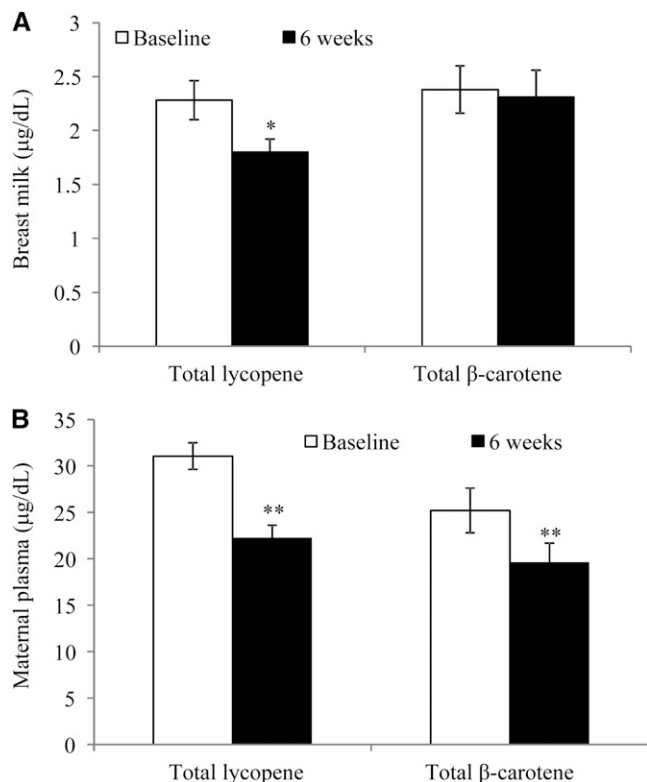 A
Baseline 6 weeks
Breast milk (µg/dL)
3
2.5
2
1.5
1
0.5
0
*
Total lycopene Total β-carotene
B
Baseline 6 weeks
Maternal plasma (µg/dL)
35
30
25
20
15
10
5
0
** **
Total lycopene Total β-carotene